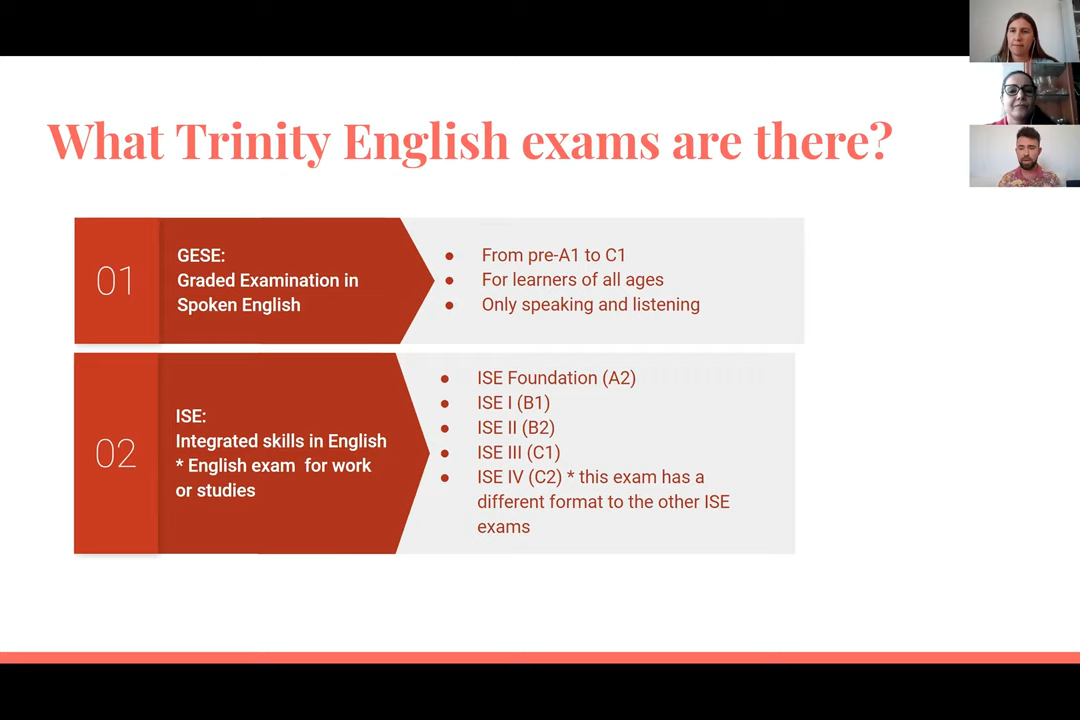 What Trinity English exams are there?
01
GESE:
Graded Examination in
Spoken English
● From pre-A1 to C1
● For learners of all ages
● Only speaking and listening
02
ISE:
Integrated skills in English
* English exam for work
or studies
● ISE Foundation (A2)
● ISE I (B1)
● ISE II (B2)
● ISE III (C1)
● ISE IV (C2) * this exam has a
different format to the other ISE
exams